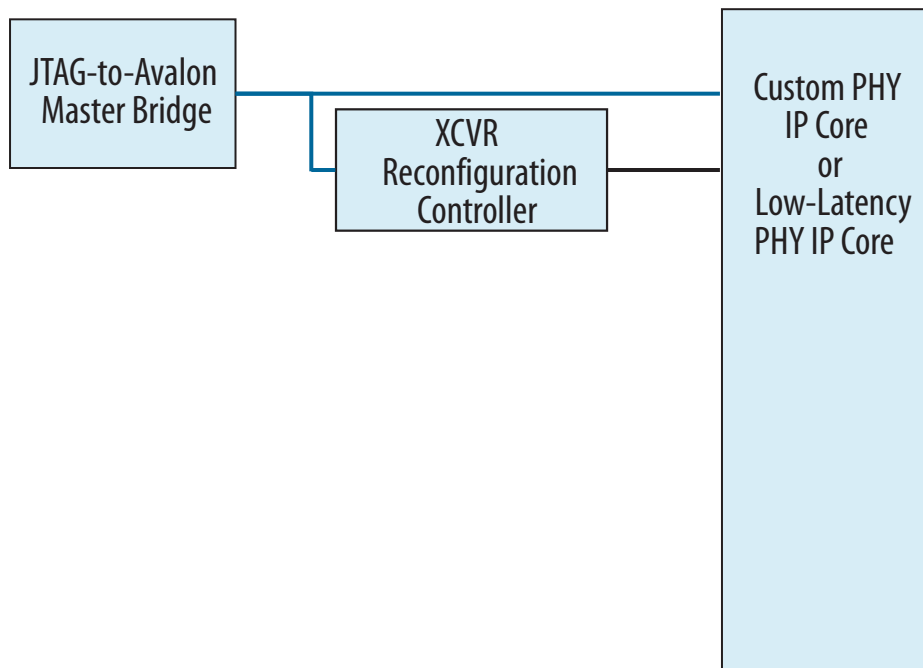 JTAG-to-Avalon
Master Bridge
XCVR
Reconfiguration
Controller
Custom PHY
IP Core
or
Low-Latency
PHY IP Core